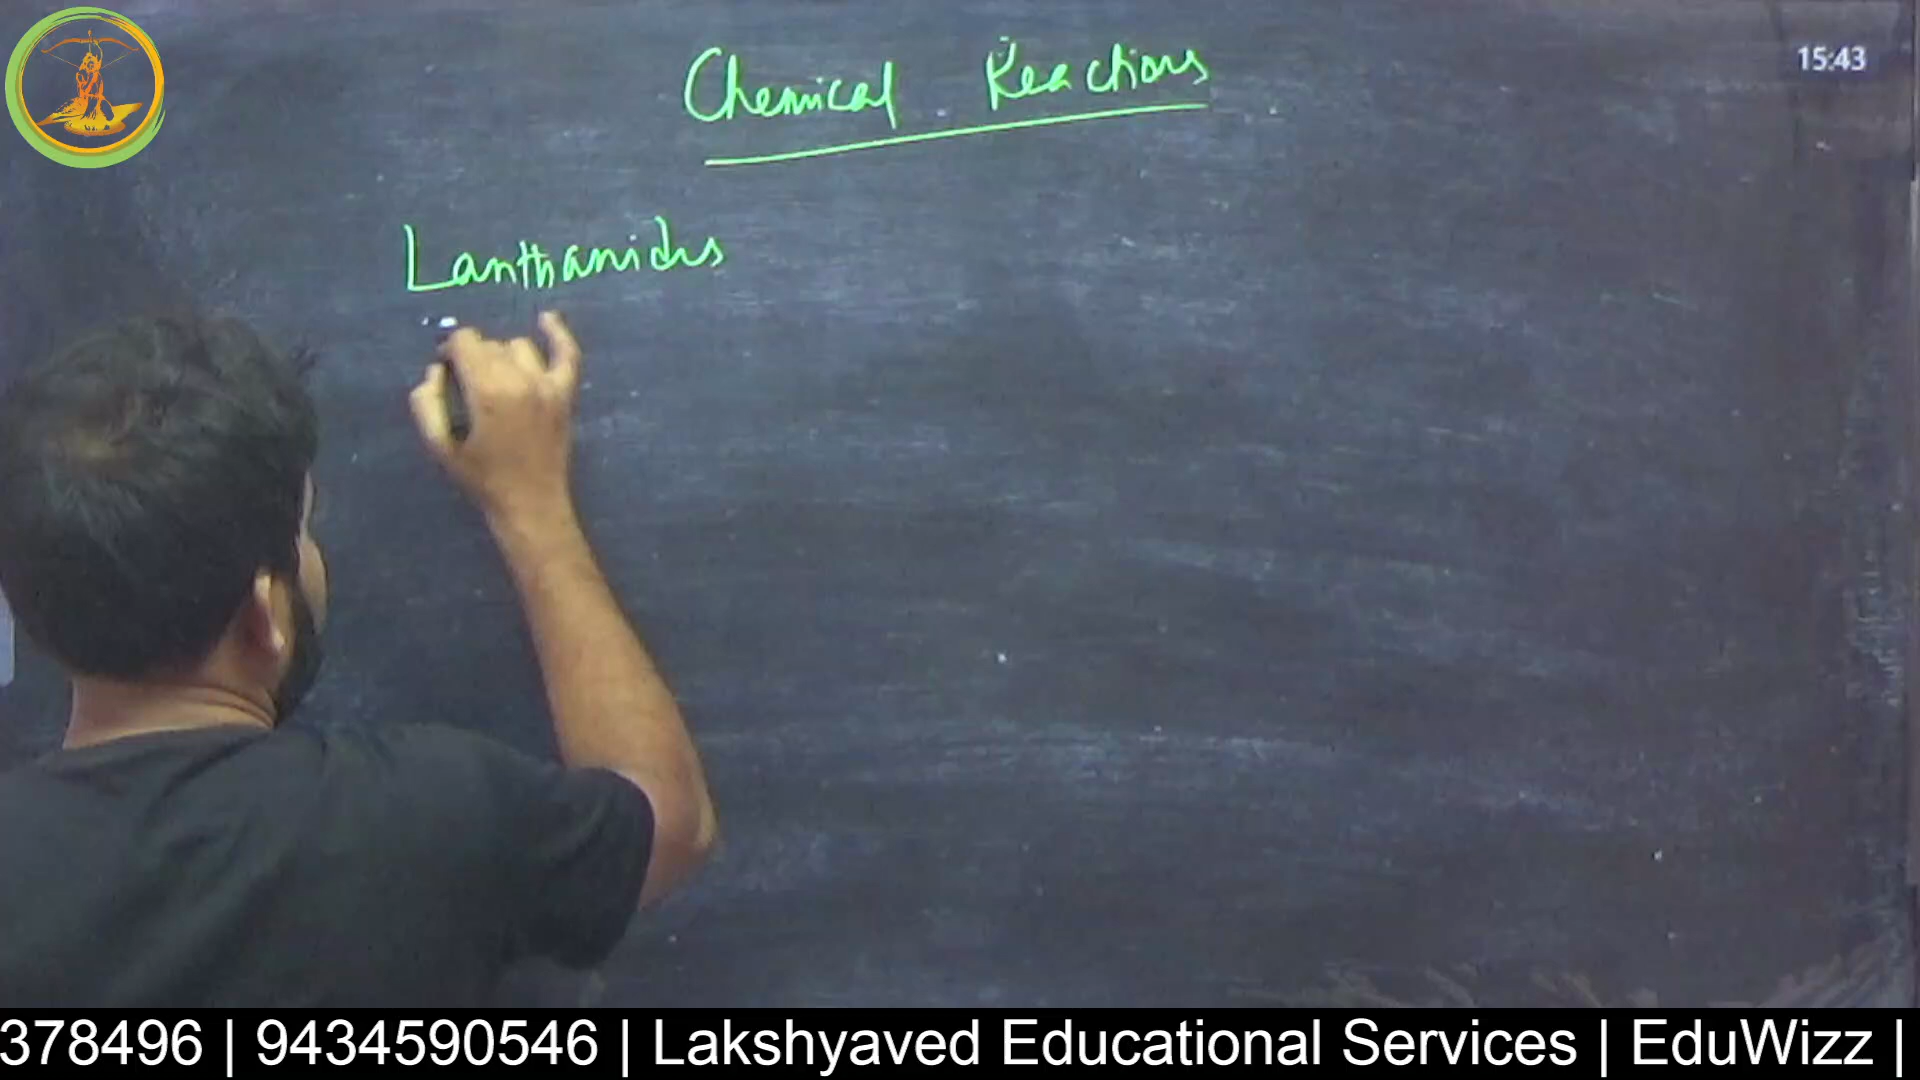 Chemical Reactions
15:43
Lanthanides
378496 | 9434590546 | Lakshyaved Educational Services | EduWizz |